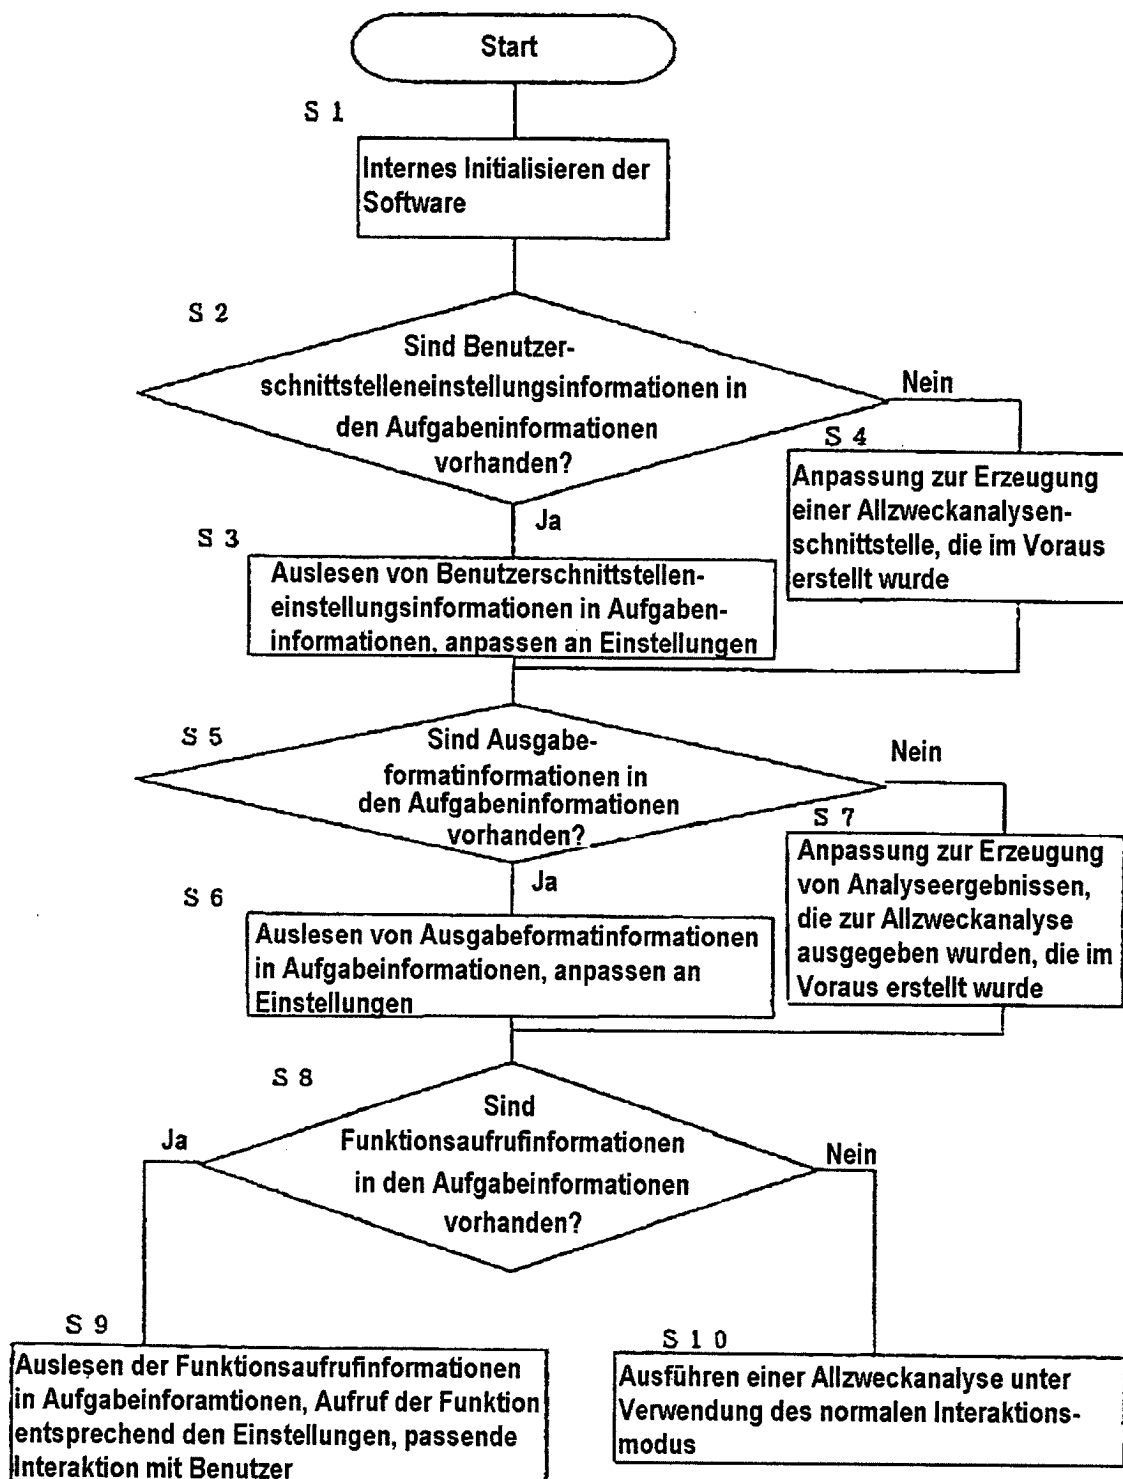 Start
S 1
Internes Initialisieren der
Software
S 2
Sind Benutzer-
schnittstelleneinstellungsinformationen in
den Aufgabeninformationen
vorhanden?
Nein
S 4
Anpassung zur Erzeugung
einer Allzweckanalysen-
schnittstelle, die im Voraus
erstellt wurde
Ja
S 3
Auslesen von Benutzerschnittstellen-
einstellungsinformationen in Aufgaben-
informationen, anpassen an Einstellungen
S 5
Sind Ausgabe-
formatinformationen in
den Aufgabeninformationen
vorhanden?
Nein
S 7
Anpassung zur Erzeugung
von Analyseergebnissen,
die zur Allzweckanalyse
ausgegeben wurden, die im
Voraus erstellt wurde
Ja
S 6
Auslesen von Ausgabeformatinformationen
in Aufgabeinformationen, anpassen an
Einstellungen
S 8
Sind
Funktionsaufrufinformationen
in den Aufgabeinformationen
vorhanden?
Ja
Nein
S 9
Auslesen der Funktionsaufrufinformationen
in Aufgabeinforamtionen, Aufruf der Funktion
entsprechend den Einstellungen, passende
Interaktion mit Benutzer
S 1 0
Ausführen einer Allzweckanalyse unter
Verwendung des normalen Interaktions-
modus